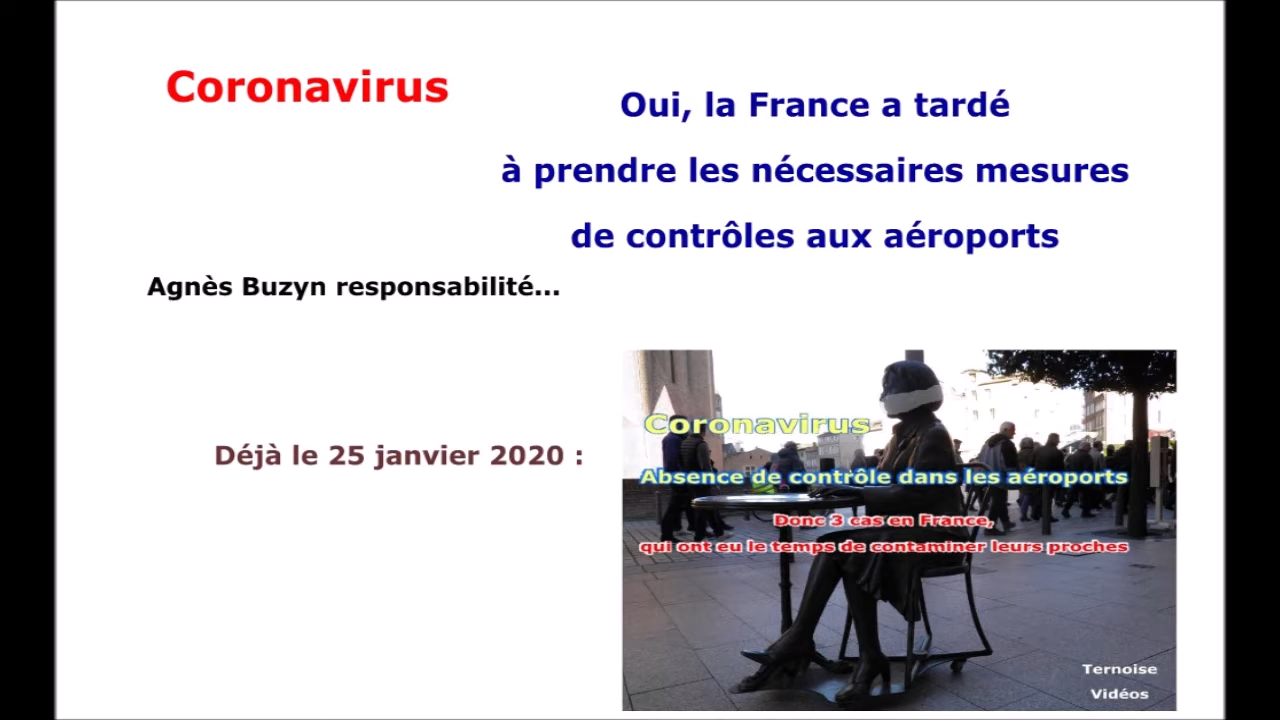 Coronavirus
Oui, la France a tardé
à prendre les nécessaires mesures
de contrôles aux aéroports
Agnès Buzyn responsabilité...
Déjà le 25 janvier 2020 :
Coronavirus
Absence de contrôle dans les aéroports
Donc 3 cas en France,
qui ont eu le temps de contaminer leurs proches
Ternoise
Vidéos